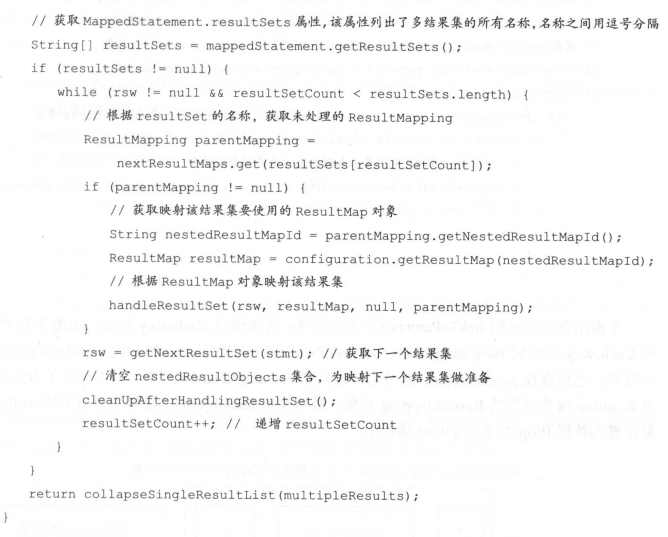 // 获取 MappedStatement.resultSets 属性,该属性列出了多结果集的所有名称,名称之间用逗号分隔
String[] resultSets = mappedStatement.getResultSets();
if (resultSets != null) {
while (rsw != null && resultSetCount < resultSets.length) {
// 根据 resultSet 的名称，获取未处理的 ResultMapping
ResultMapping parentMapping =
nextResultMaps.get(resultSets[resultSetCount]);
if (parentMapping != null) {
// 获取映射该结果集要使用的 ResultMap 对象
String nestedResultMapId = parentMapping.getNestedResultMapId();
ResultMap resultMap = configuration.getResultMap(nestedResultMapId);
// 根据 ResultMap 对象映射该结果集
handleResultSet(rsw, resultMap, null, parentMapping);
}
rsw = getNextResultSet(stmt); // 获取下一个结果集
// 清空 nestedResultObjects 集合，为映射下一个结果集做准备
cleanUpAfterHandlingResultSet();
resultSetCount++; // 递增 resultSetCount
}
}
return collapseSingleResultList(multipleResults);
}